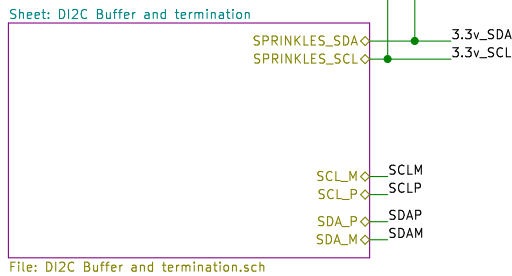 Sheet: DI2C Buffer and termination
SPRINKLES_SDA 3.3v_SDA
SPRINKLES_SCL 3.3v_SCL
SCL_M SCLM
SCL_P SCLP
SDA_P SDAP
SDA_M SDAM
File: DI2C Buffer and termination.sch